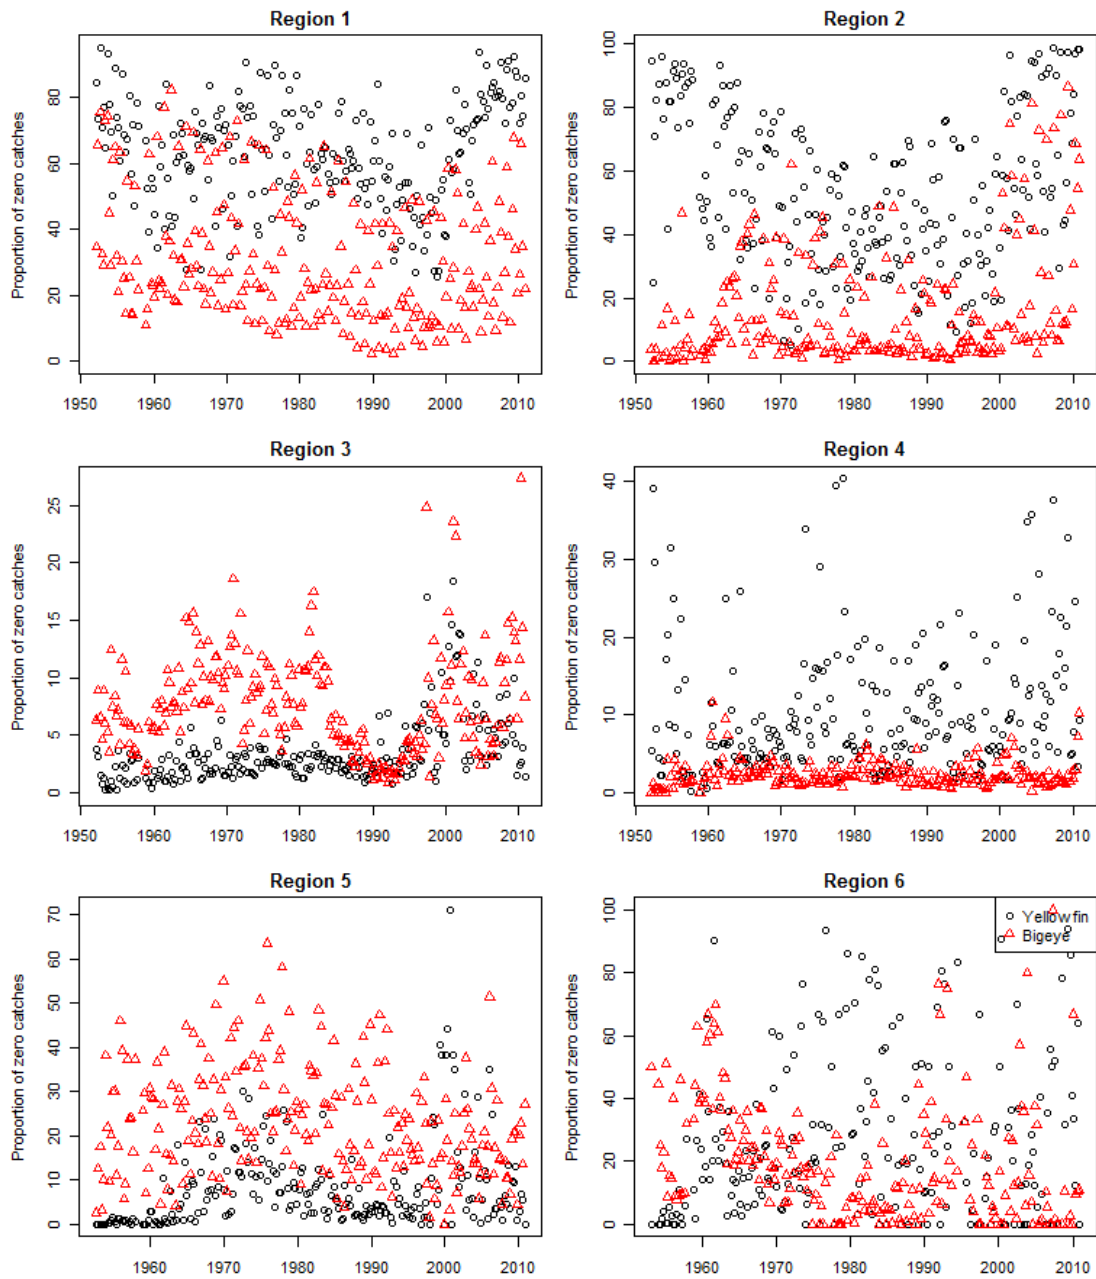 Region 1
Proportion of zero catches
80
60
40
20
0
1950 1960 1970 1980 1990 2000 2010
Region 2
Proportion of zero catches
100
80
60
40
20
0
1950 1960 1970 1980 1990 2000 2010
Region 3
Proportion of zero catches
25
20
15
10
5
0
1950 1960 1970 1980 1990 2000 2010
Region 4
Proportion of zero catches
40
30
20
10
0
1950 1960 1970 1980 1990 2000 2010
Region 5
Proportion of zero catches
70
60
50
40
30
20
10
0
1960 1970 1980 1990 2000 2010
Region 6
Proportion of zero catches
100
80
60
40
20
0
1960 1970 1980 1990 2000 2010
Yellowfin
Bigeye